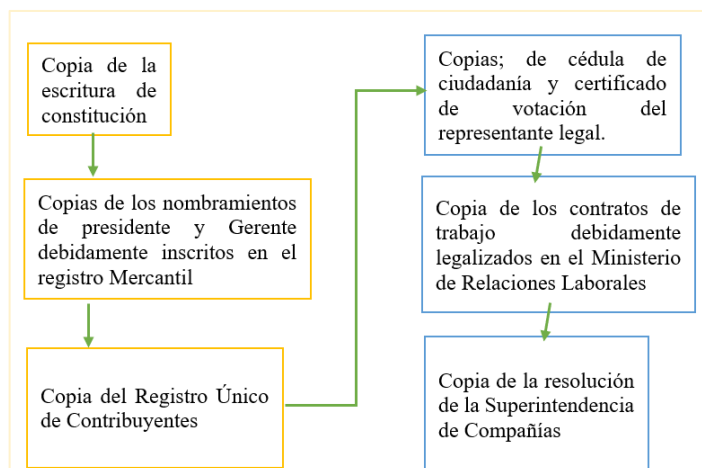 Copia de la
escritura de
constitución
Copias de los nombramientos
de presidente y Gerente
debidamente inscritos en el
registro Mercantil
Copia del Registro Único
de Contribuyentes
Copias; de cédula de
ciudadanía y certificado
de votación del
representante legal.
Copia de los contratos de
trabajo debidamente
legalizados en el Ministerio
de Relaciones Laborales
Copia de la resolución
de la Superintendencia
de Compañías